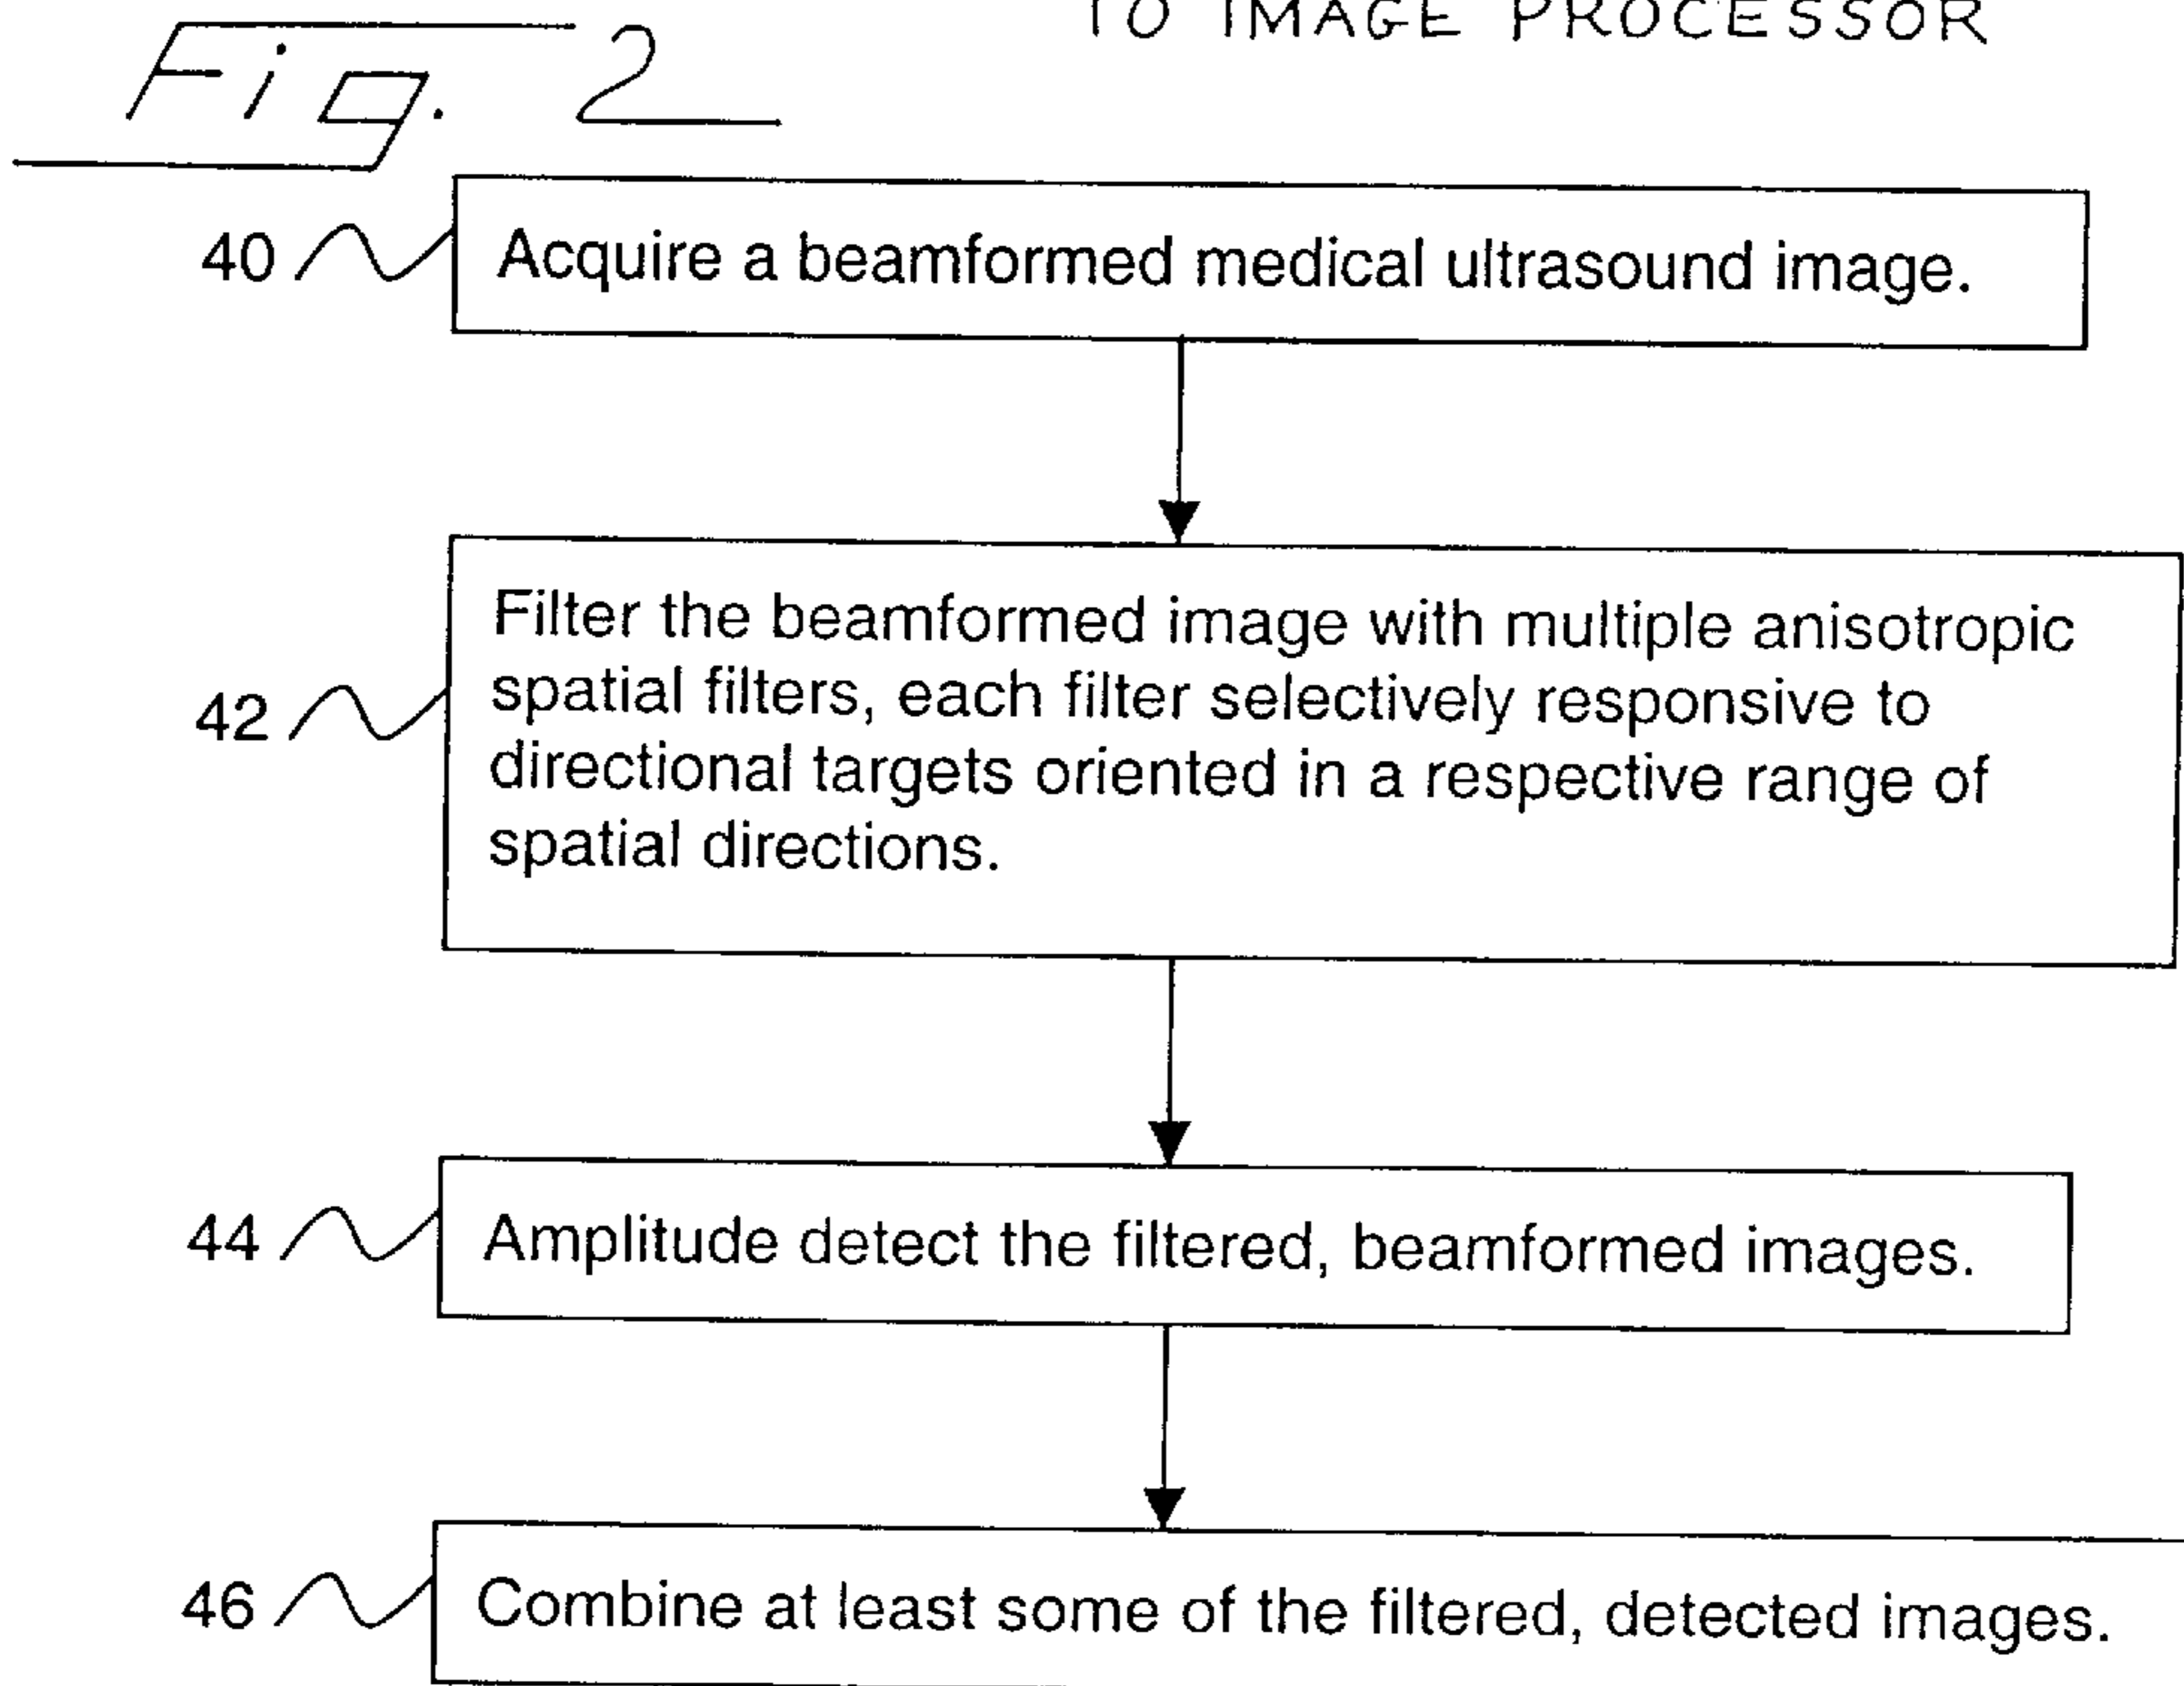 TO IMAGE PROCESSOR
Fig. 2
40
Acquire a beamformed medical ultrasound image.
42
Filter the beamformed image with multiple anisotropic
spatial filters, each filter selectively responsive to
directional targets oriented in a respective range of
spatial directions.
44
Amplitude detect the filtered, beamformed images.
46
Combine at least some of the filtered, detected images.